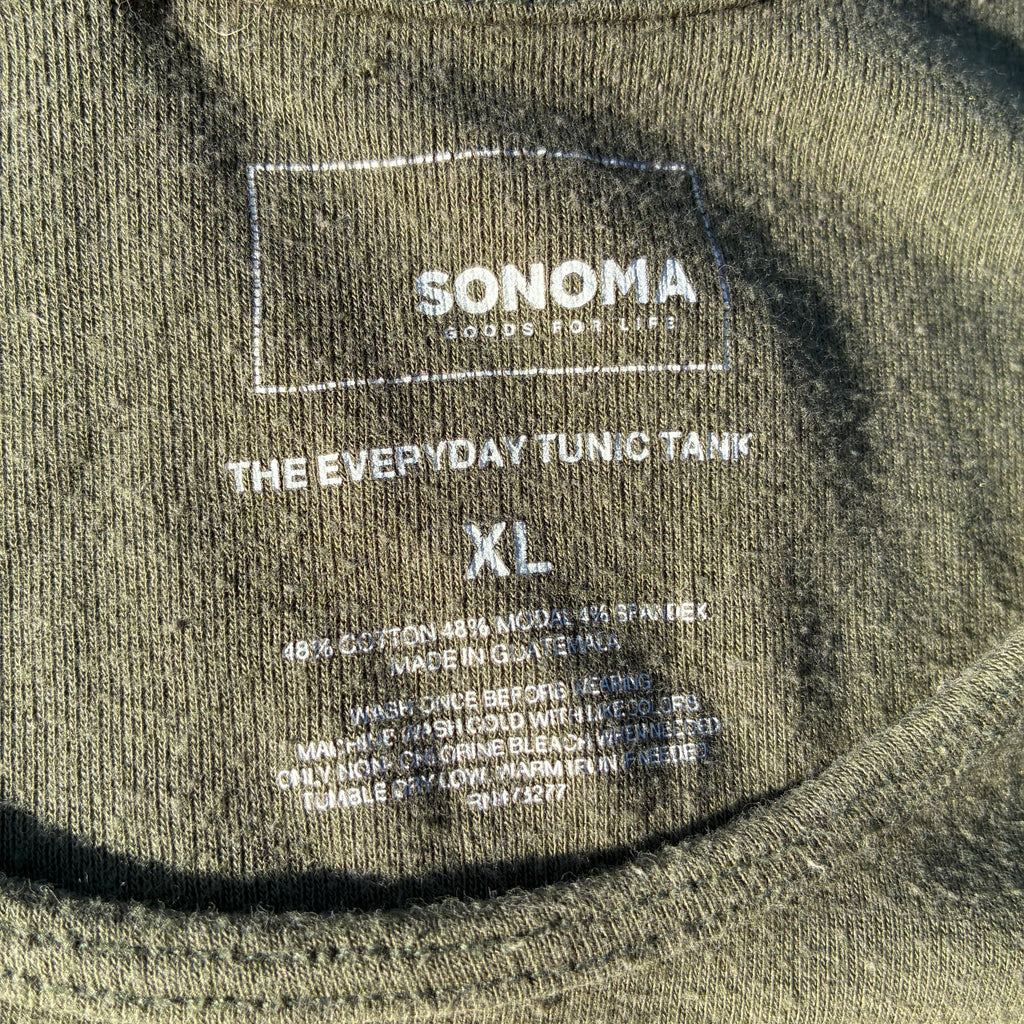 SONOMA
GOODS FOR LIFE
THE EVERYDAY TUNIC TANK
XL
48% COTTON 48% MODAL 4% SPANDEX
MADE IN GUATEMALA
WASH ONCE BEFORE WEARING
MACHINE WASH COLD WITH LIKE COLORS
ONLY NON-CHLORINE BLEACH WHEN NEEDED
TUMBLE DRY LOW, WARM IRON IF NEEDED
RN#73277